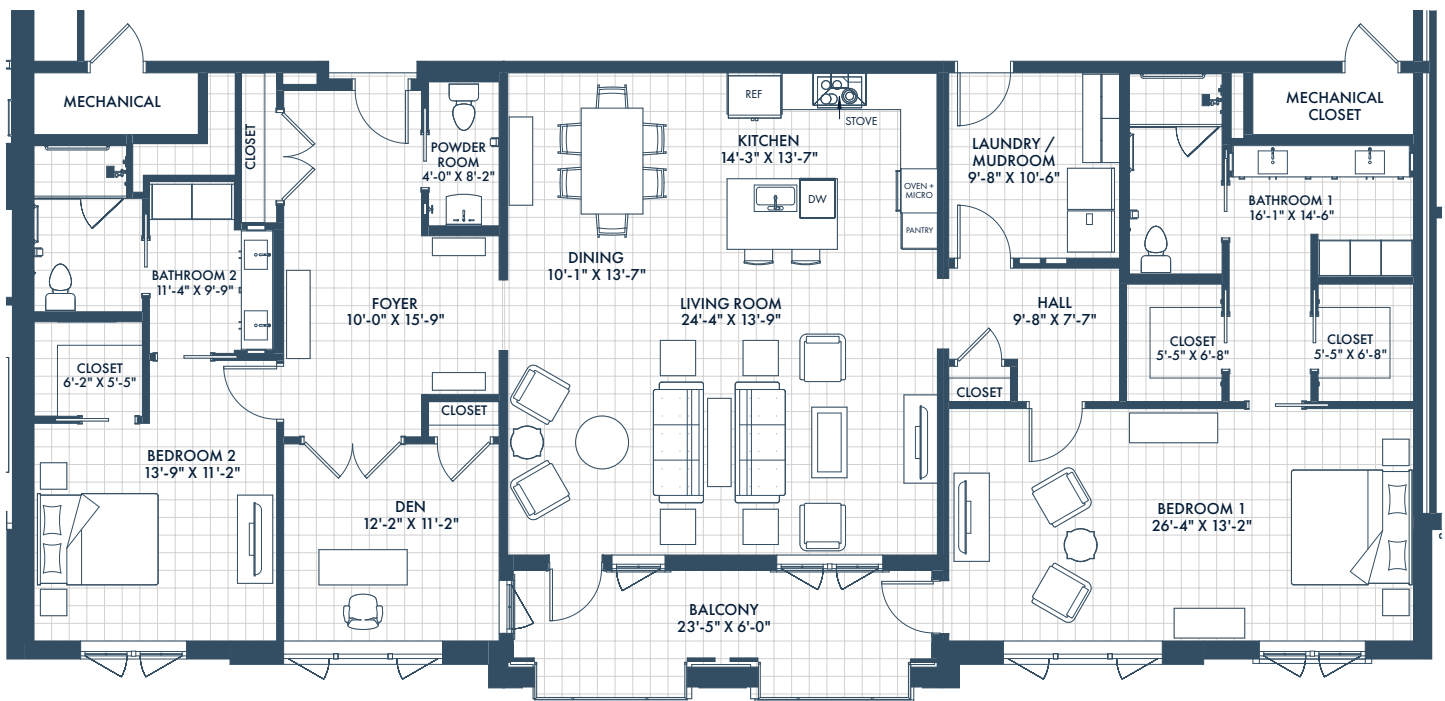 MECHANICAL
CLOSET
POWDER
ROOM
4'-0" X 8'-2"
REF
STOVE
KITCHEN
14'-3" X 13'-7"
DW
OVEN +
MICRO
PANTRY
LAUNDRY /
MUDROOM
9'-8" X 10'-6"
MECHANICAL
CLOSET
BATHROOM 1
16'-1" X 14'-6"
BATHROOM 2
11'-4" X 9'-9"
DINING
10'-1" X 13'-7"
FOYER
10'-0" X 15'-9"
LIVING ROOM
24'-4" X 13'-9"
HALL
9'-8" X 7'-7"
CLOSET
5'-5" X 6'-8"
CLOSET
5'-5" X 6'-8"
CLOSET
6'-2" X 5'-5"
CLOSET
CLOSET
BEDROOM 2
13'-9" X 11'-2"
DEN
12'-2" X 11'-2"
BEDROOM 1
26'-4" X 13'-2"
BALCONY
23'-5" X 6'-0"